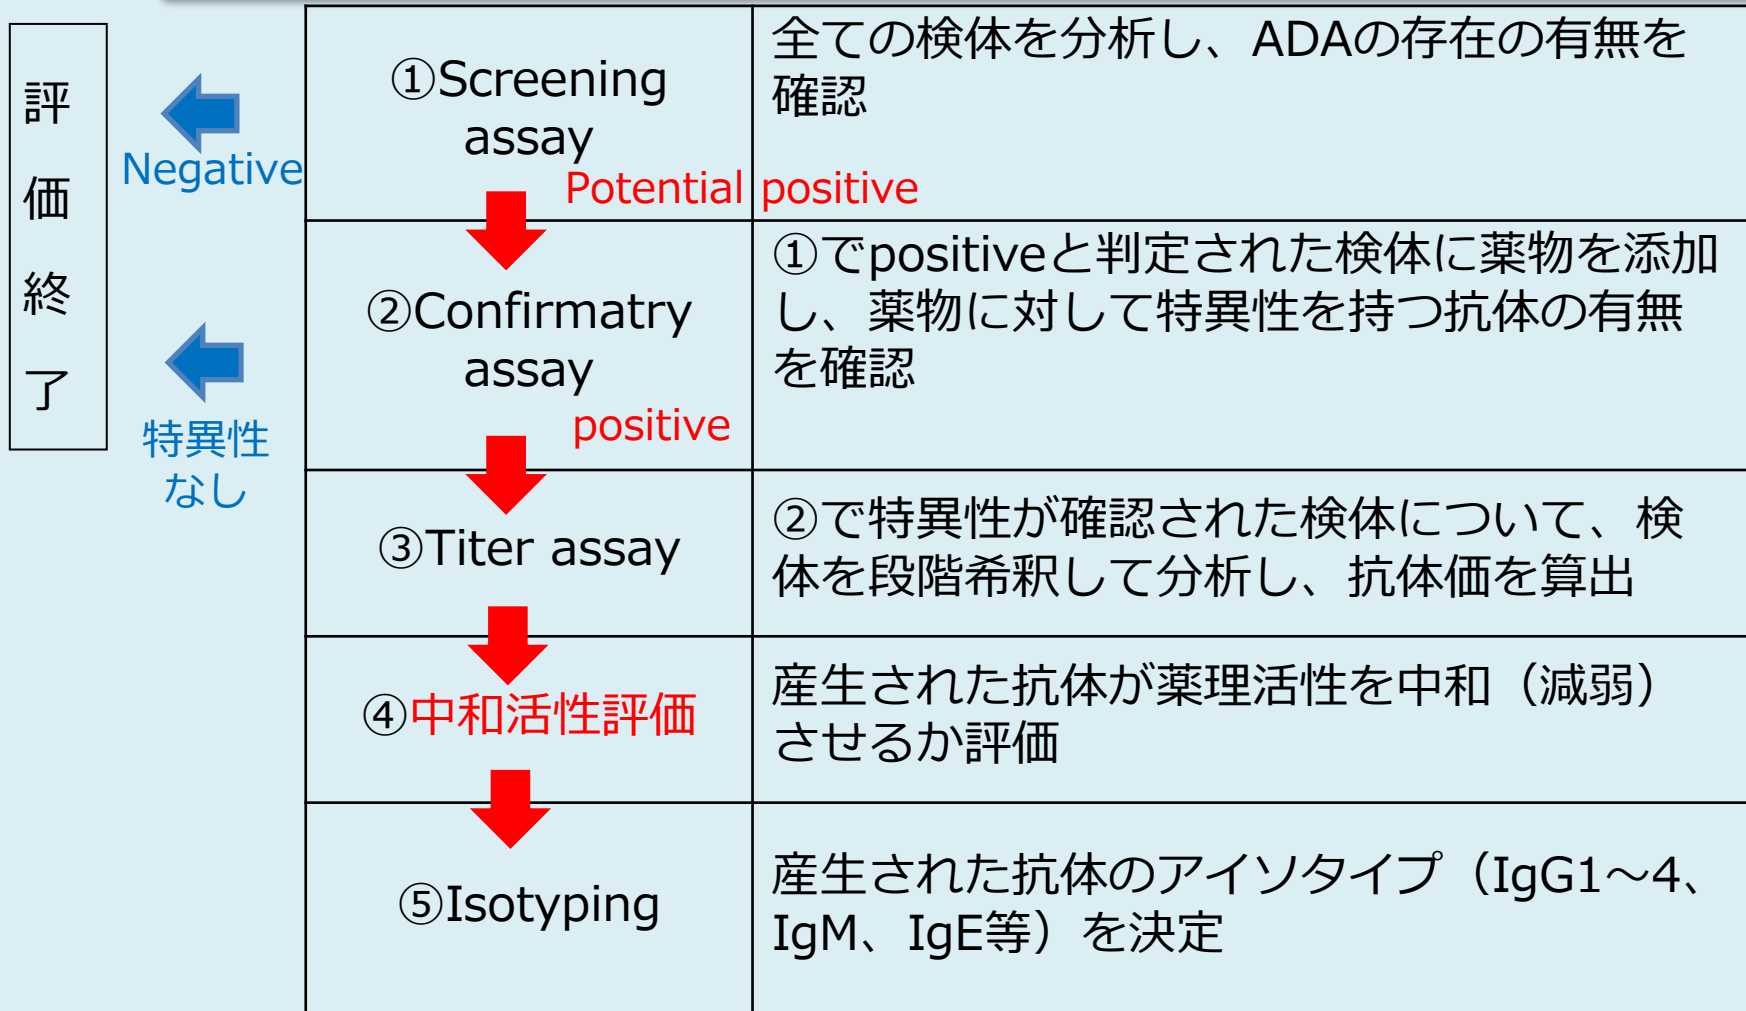 評価終了
Negative
特異性
なし
①Screening
assay
Potential positive
全ての検体を分析し、ADAの存在の有無を
確認
②Confirmatry
assay
positive
①でpositiveと判定された検体に薬物を添加
し、薬物に対して特異性を持つ抗体の有無
を確認
③Titer assay
②で特異性が確認された検体について、検
体を段階希釈して分析し、抗体価を算出
④中和活性評価
産生された抗体が薬理活性を中和（減弱）
させるか評価
⑤Isotyping
産生された抗体のアイソタイプ（IgG1～4、
IgM、IgE等）を決定